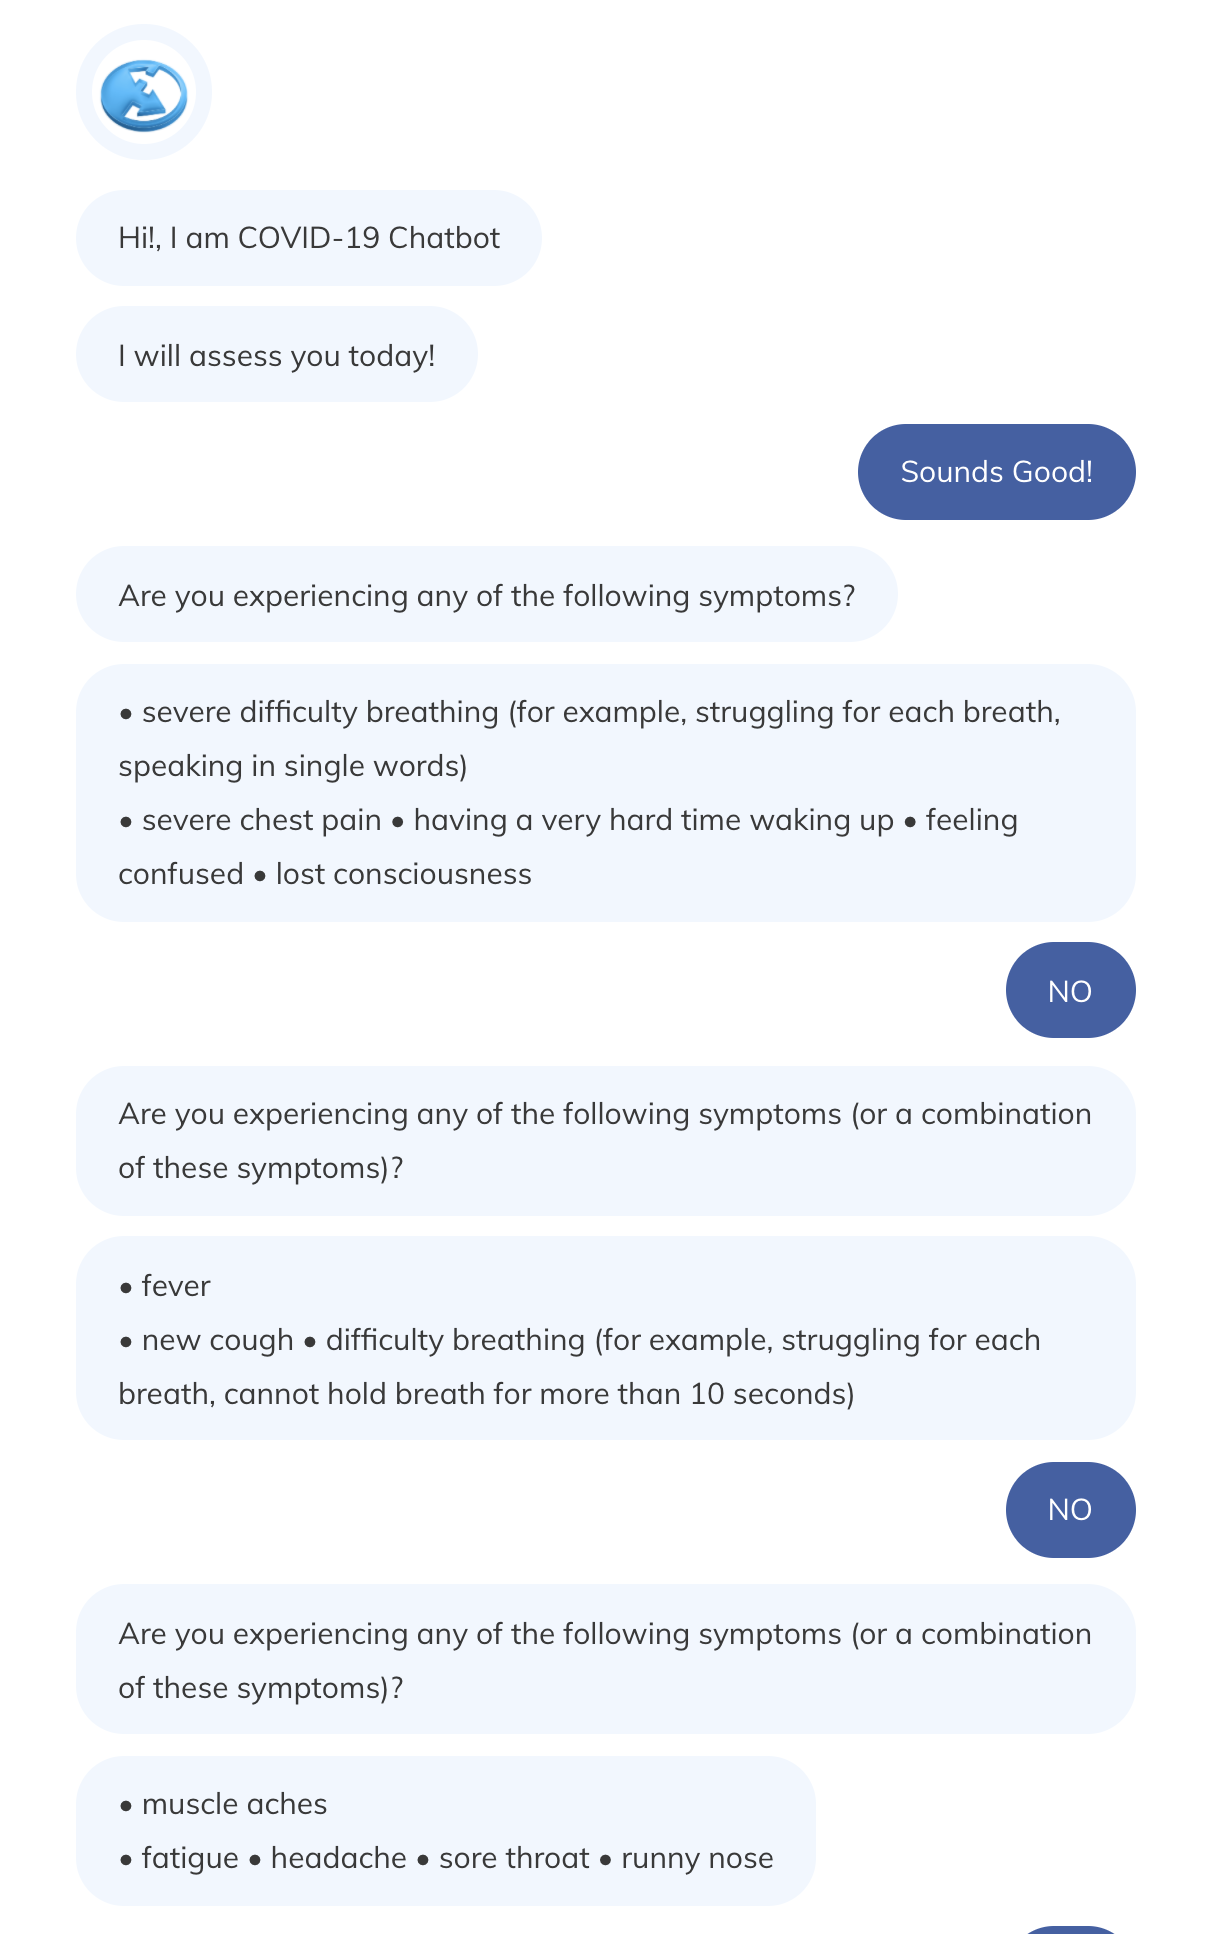 Hi!, I am COVID-19 Chatbot
I will assess you today!
Sounds Good!
Are you experiencing any of the following symptoms?
• severe difficulty breathing (for example, struggling for each breath,
speaking in single words)
• severe chest pain • having a very hard time waking up • feeling
confused • lost consciousness
NO
Are you experiencing any of the following symptoms (or a combination
of these symptoms)?
• fever
• new cough • difficulty breathing (for example, struggling for each
breath, cannot hold breath for more than 10 seconds)
NO
Are you experiencing any of the following symptoms (or a combination
of these symptoms)?
• muscle aches
• fatigue • headache • sore throat • runny nose